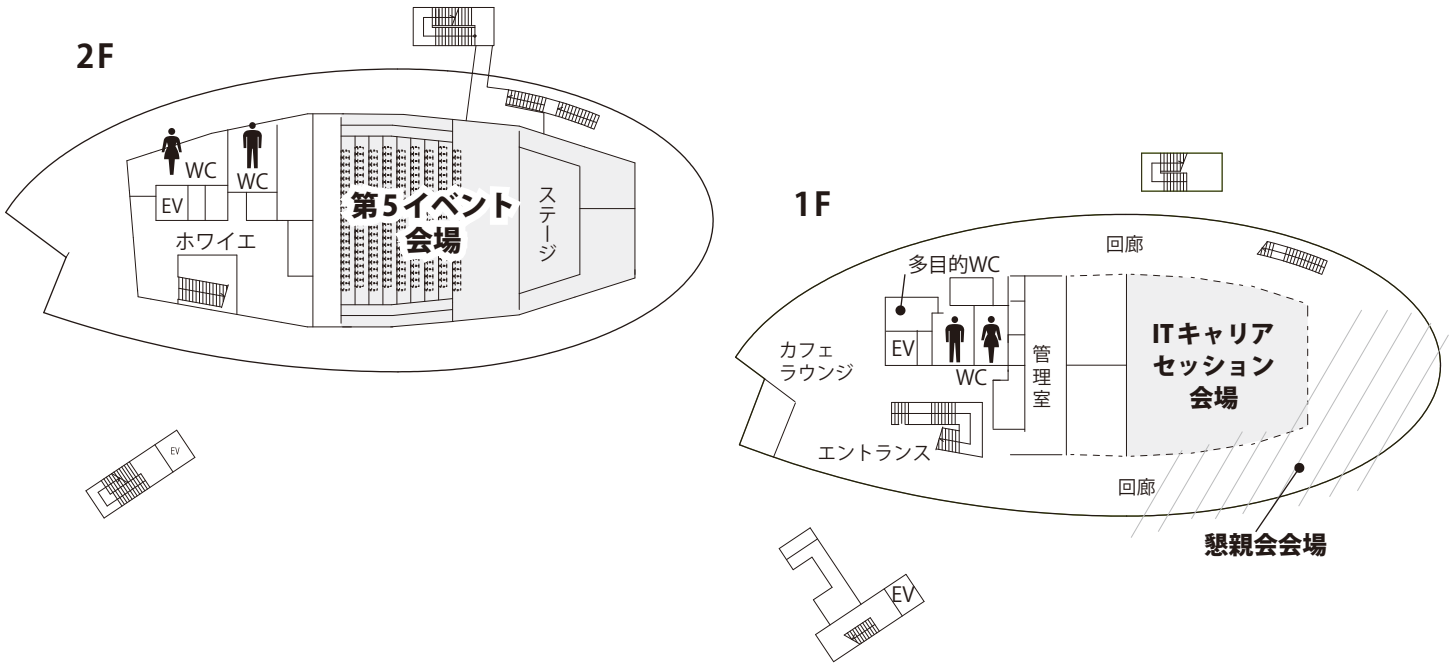 2F
WC
WC
EV
ホワイエ
第5イベント
会場
ステージ
EV
1F
回廊
多目的WC
カフェ
ラウンジ
EV
WC
管理室
ITキャリア
セッション
会場
エントランス
回廊
懇親会会場
EV